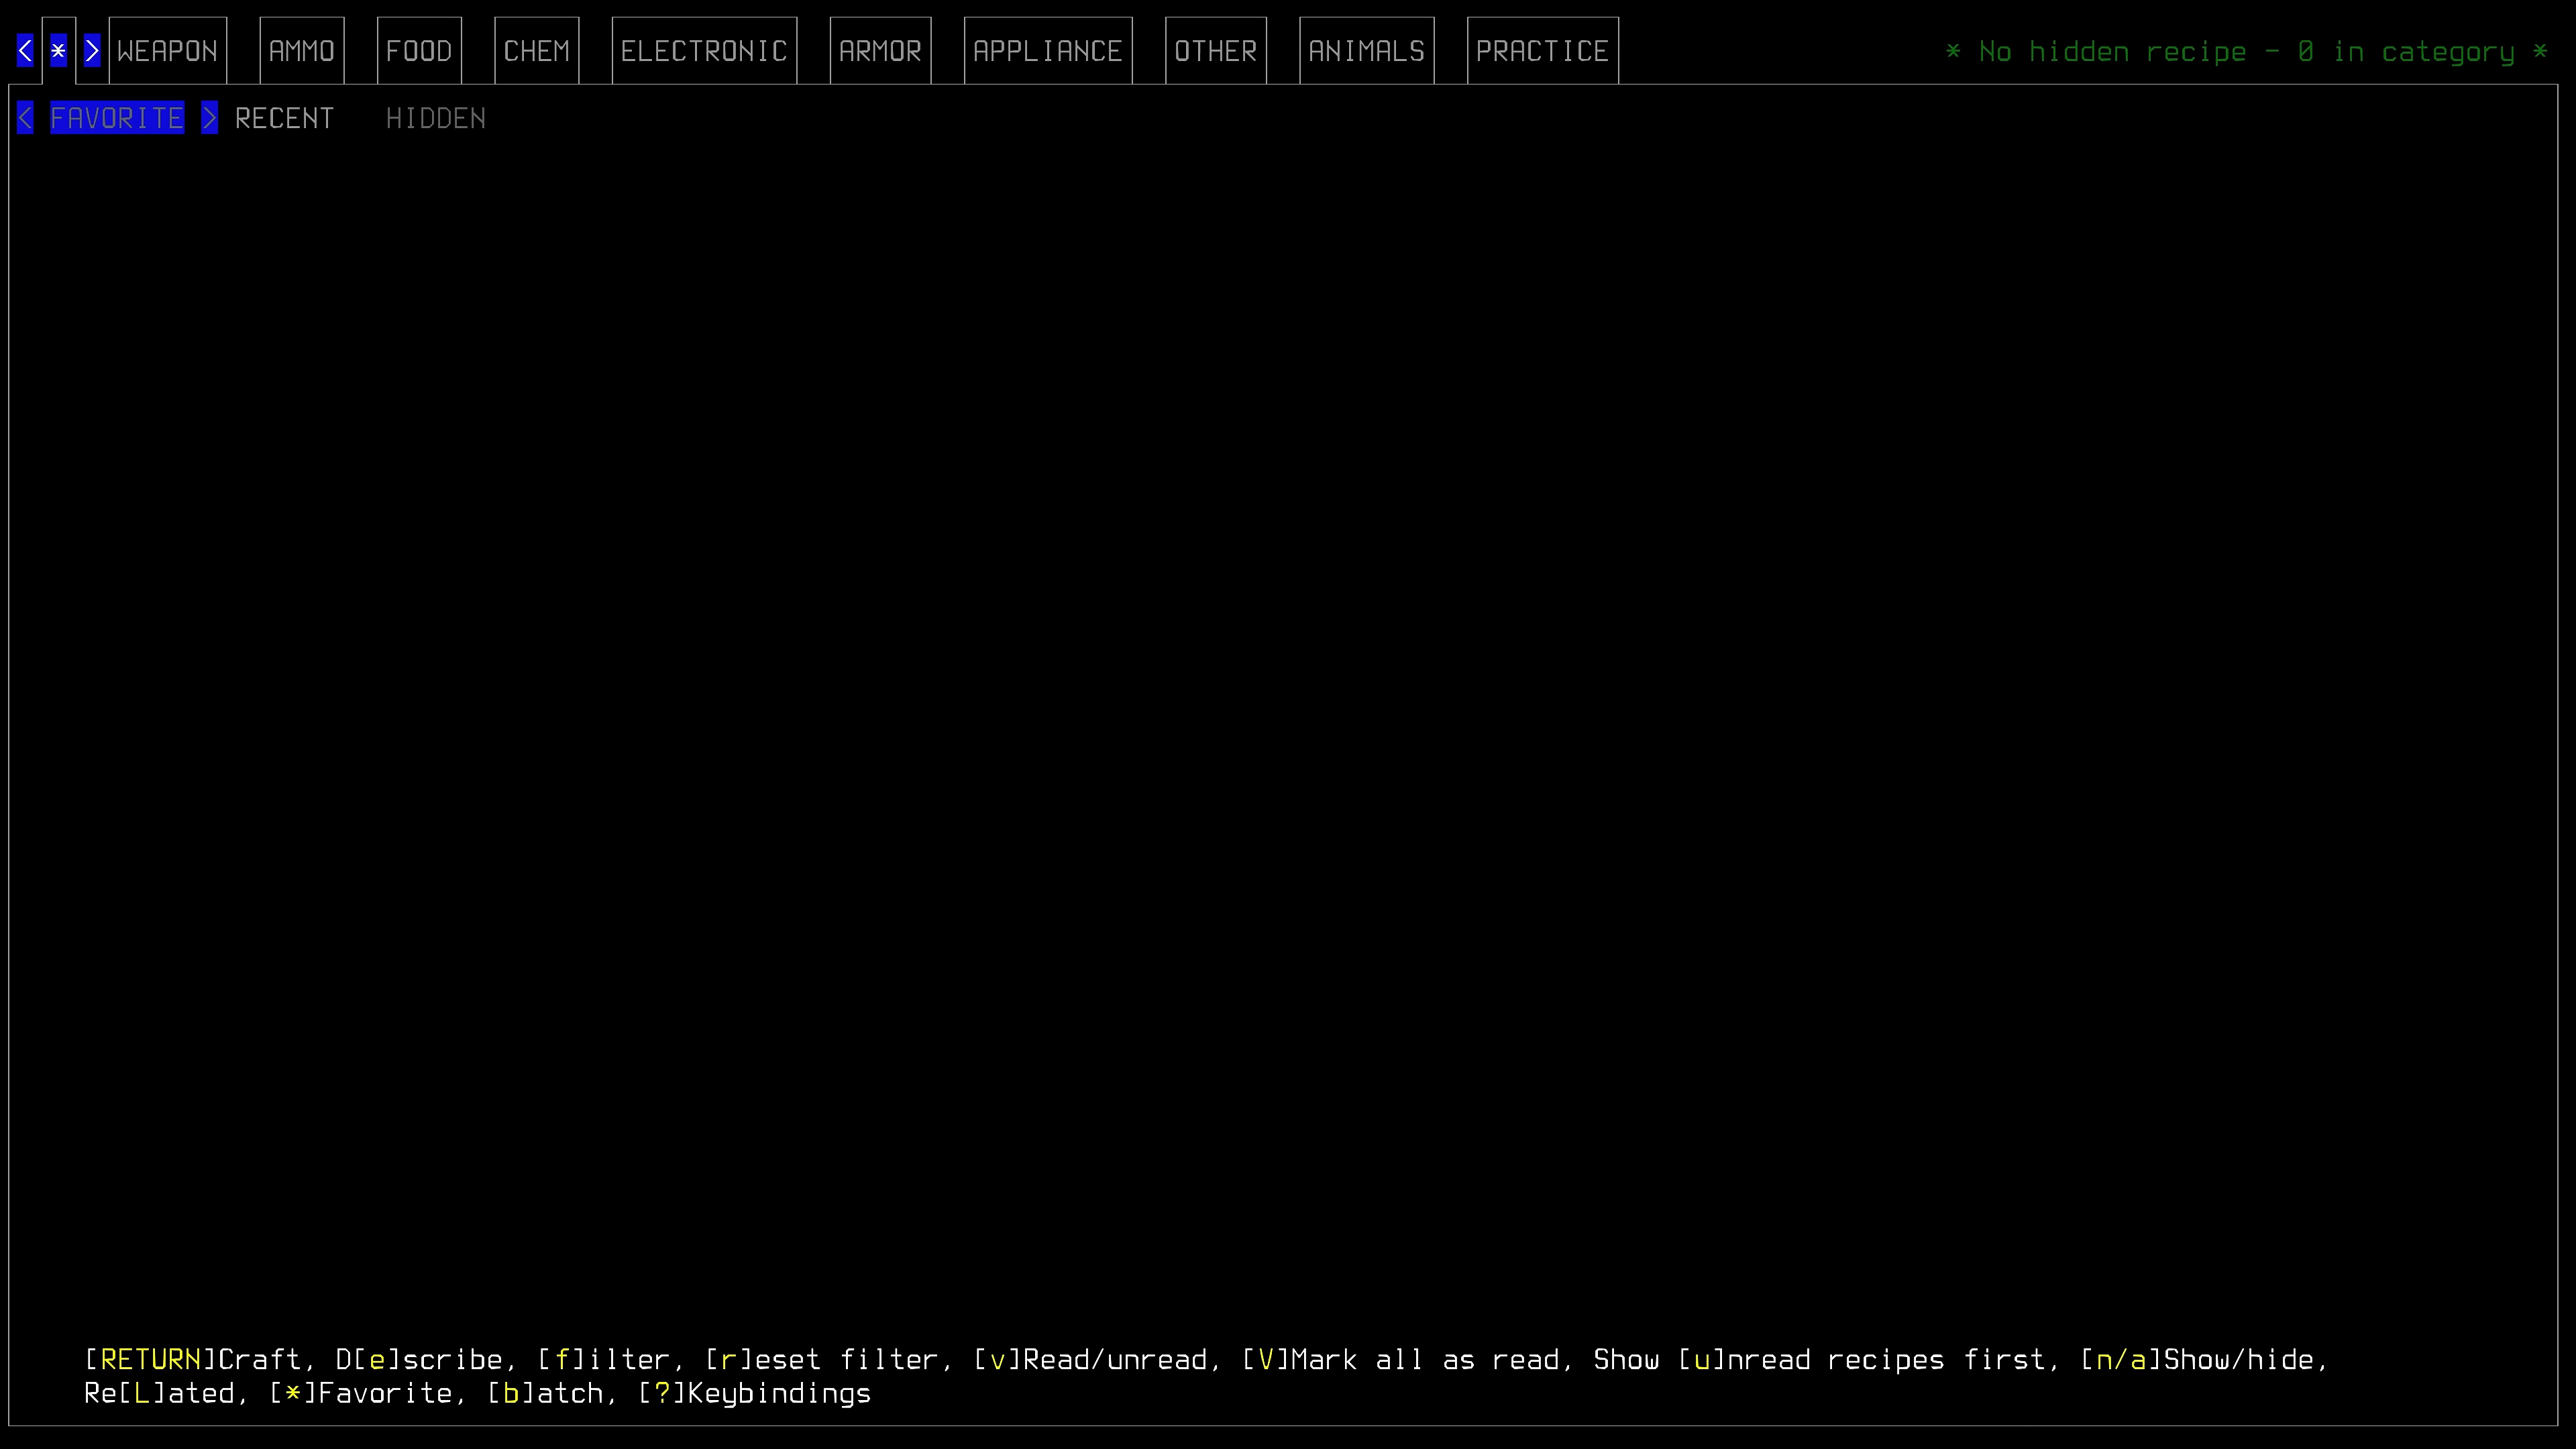 < * > WEAPON AMMO FOOD CHEM ELECTRONIC ARMOR APPLIANCE OTHER ANIMALS PRACTICE * No hidden recipe - 0 in category *
< FAVORITE > RECENT HIDDEN
[RETURN]Craft, D[e]scribe, [f]ilter, [r]eset filter, [v]Read/unread, [V]Mark all as read, Show [u]nread recipes first, [n/a]Show/hide,
Re[L]ated, [*]Favorite, [b]atch, [?]Keybindings